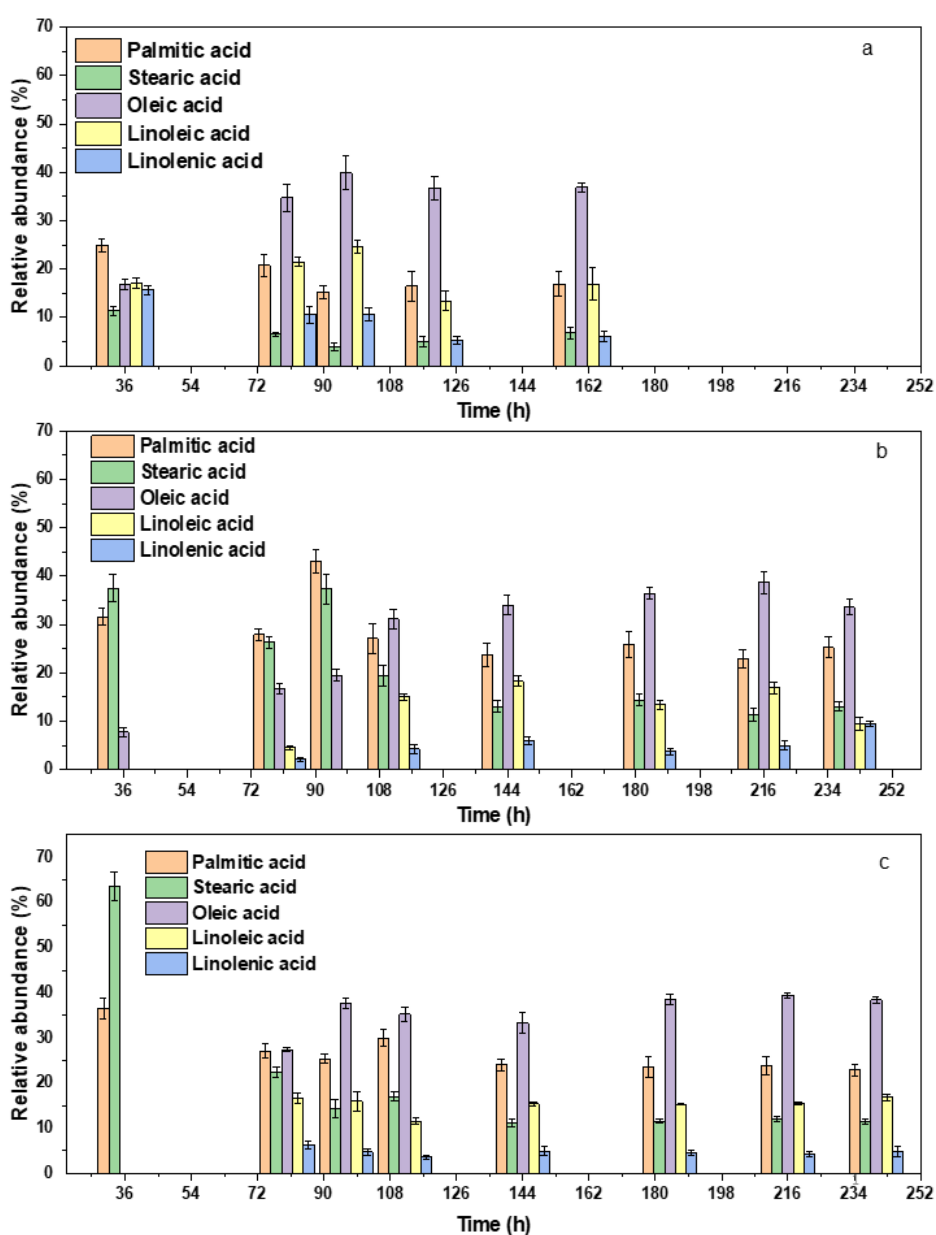 a
Palmitic acid
Stearic acid
Oleic acid
Linoleic acid
Linolenic acid
Relative abundance (%)
70
60
50
40
30
20
10
0
36 54 72 90 108 126 144 162 180 198 216 234 252
Time (h)
b
Palmitic acid
Stearic acid
Oleic acid
Linoleic acid
Linolenic acid
Relative abundance (%)
70
60
50
40
30
20
10
0
36 54 72 90 108 126 144 162 180 198 216 234 252
Time (h)
c
Palmitic acid
Stearic acid
Oleic acid
Linoleic acid
Linolenic acid
Relative abundance (%)
70
60
50
40
30
20
10
0
36 54 72 90 108 126 144 162 180 198 216 234 252
Time (h)